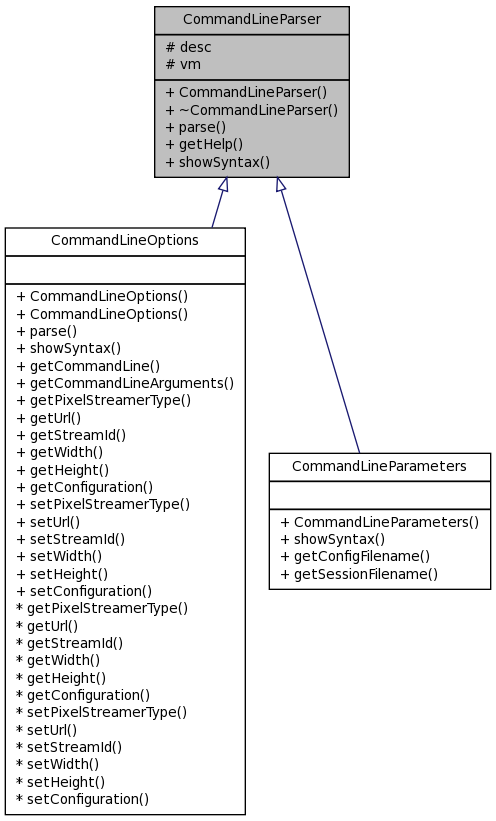 CommandLineParser
# desc
# vm
+ CommandLineParser()
+ ~CommandLineParser()
+ parse()
+ getHelp()
+ showSyntax()
CommandLineOptions
+ CommandLineOptions()
+ CommandLineOptions()
+ parse()
+ showSyntax()
+ getCommandLine()
+ getCommandLineArguments()
+ getPixelStreamerType()
+ getUrl()
+ getStreamId()
+ getWidth()
+ getHeight()
+ getConfiguration()
+ setPixelStreamerType()
+ setUrl()
+ setStreamId()
+ setWidth()
+ setHeight()
+ setConfiguration()
* getPixelStreamerType()
* getUrl()
* getStreamId()
* getWidth()
* getHeight()
* getConfiguration()
* setPixelStreamerType()
* setUrl()
* setStreamId()
* setWidth()
* setHeight()
* setConfiguration()
CommandLineParameters
+ CommandLineParameters()
+ showSyntax()
+ getConfigFilename()
+ getSessionFilename()